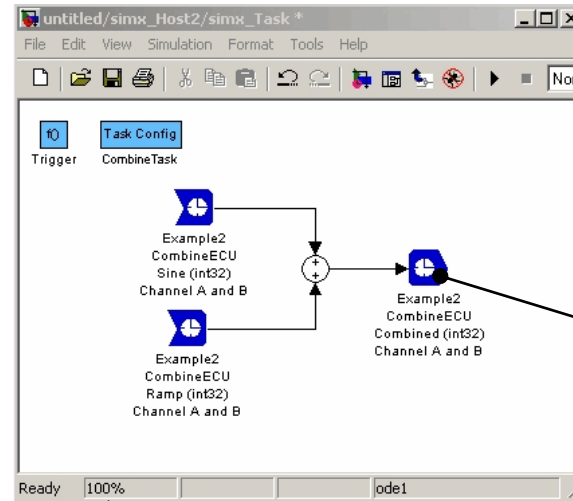 untitled/simx_Host2/simx_Task *
File Edit View Simulation Format Tools Help
Nor
f()
Trigger
Task Config
CombineTask
Example2
CombineECU
Sine (int32)
Channel A and B
Example2
CombineECU
Ramp (int32)
Channel A and B
+
+
Example2
CombineECU
Combined (int32)
Channel A and B
Ready 100% ode1